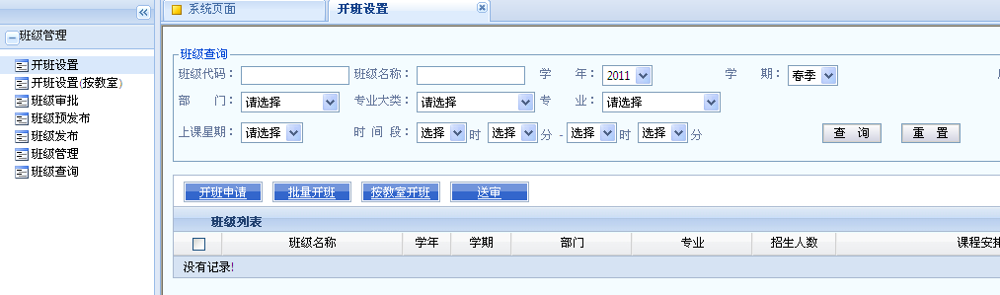 系统页面
开班设置
班级管理
开班设置
开班设置(按教室)
班级审批
班级预发布
班级发布
班级管理
班级查询
班级查询
班级代码： 班级名称： 学 年： 2011 学 期： 春季
部 门： 请选择 专业大类： 请选择 专 业： 请选择
上课星期： 请选择 时 间 段： 选择 时 选择 分 - 选择 时 选择 分 查 询 重 置
开班申请 批量开班 按教室开班 送审
班级列表
班级名称 学年 学期 部门 专业 招生人数 课程安排
没有记录!